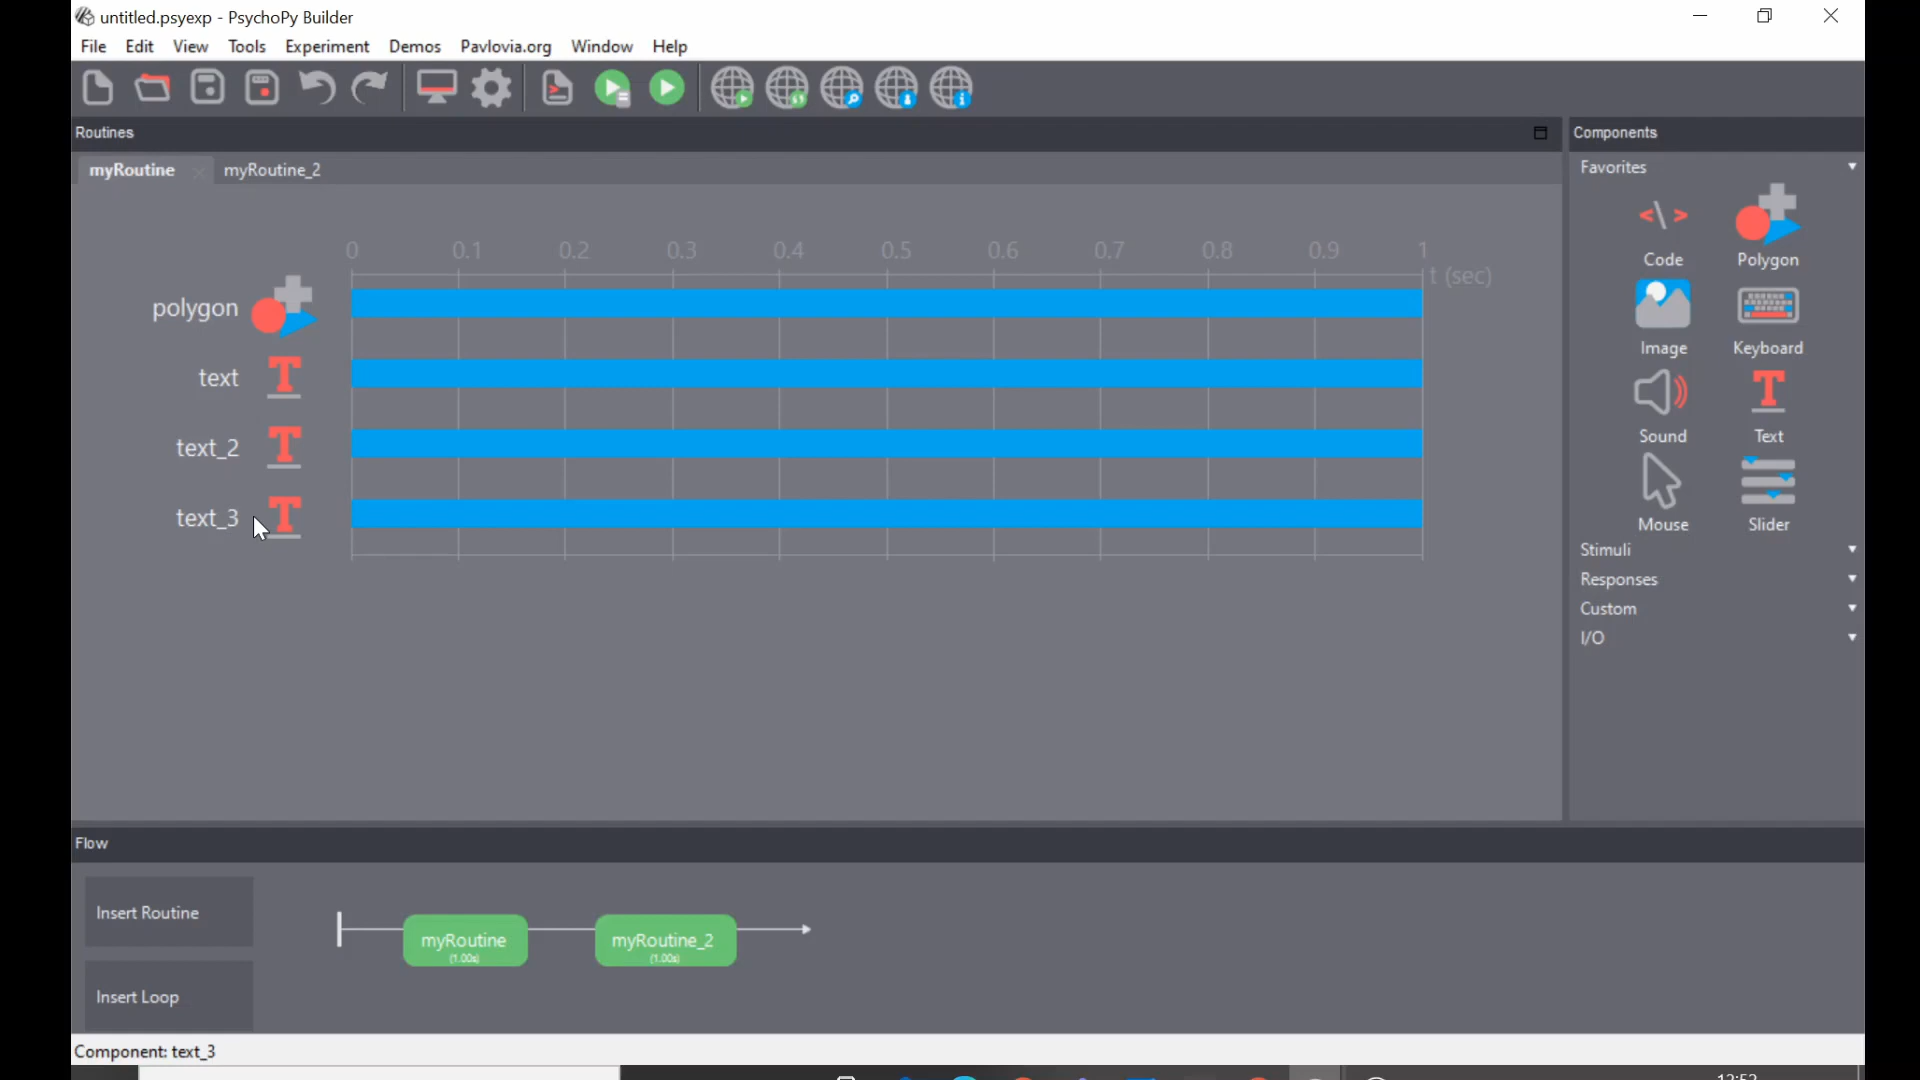 untitled.psyexp - PsychoPy Builder
File Edit View Tools Experiment Demos Pavlovia.org Window Help
Routines
Components
myRoutine myRoutine_2
Favorites
0 0.1 0.2 0.3 0.4 0.5 0.6 0.7 0.8 0.9 1
t (sec)
polygon
text
text_2
text_3
Code Polygon
Image Keyboard
Sound Text
Mouse Slider
Stimuli
Responses
Custom
I/O
Flow
Insert Routine
Insert Loop
myRoutine
(1.00s)
myRoutine_2
(1.00s)
Component: text_3